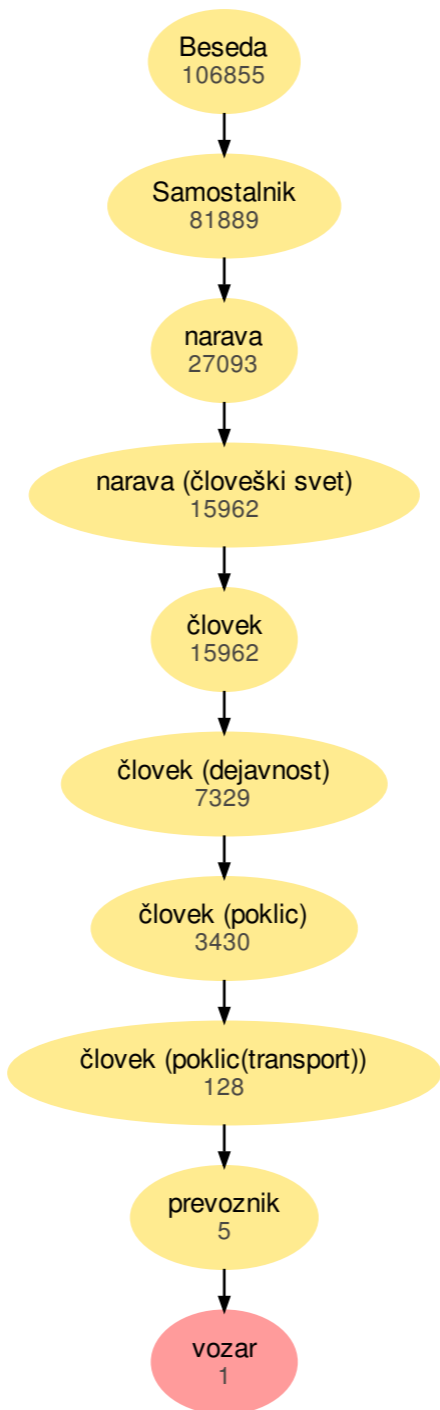 Beseda
106855
Samostalnik
81889
narava
27093
narava (človeški svet)
15962
človek
15962
človek (dejavnost)
7329
človek (poklic)
3430
človek (poklic(transport))
128
prevoznik
5
vozar
1